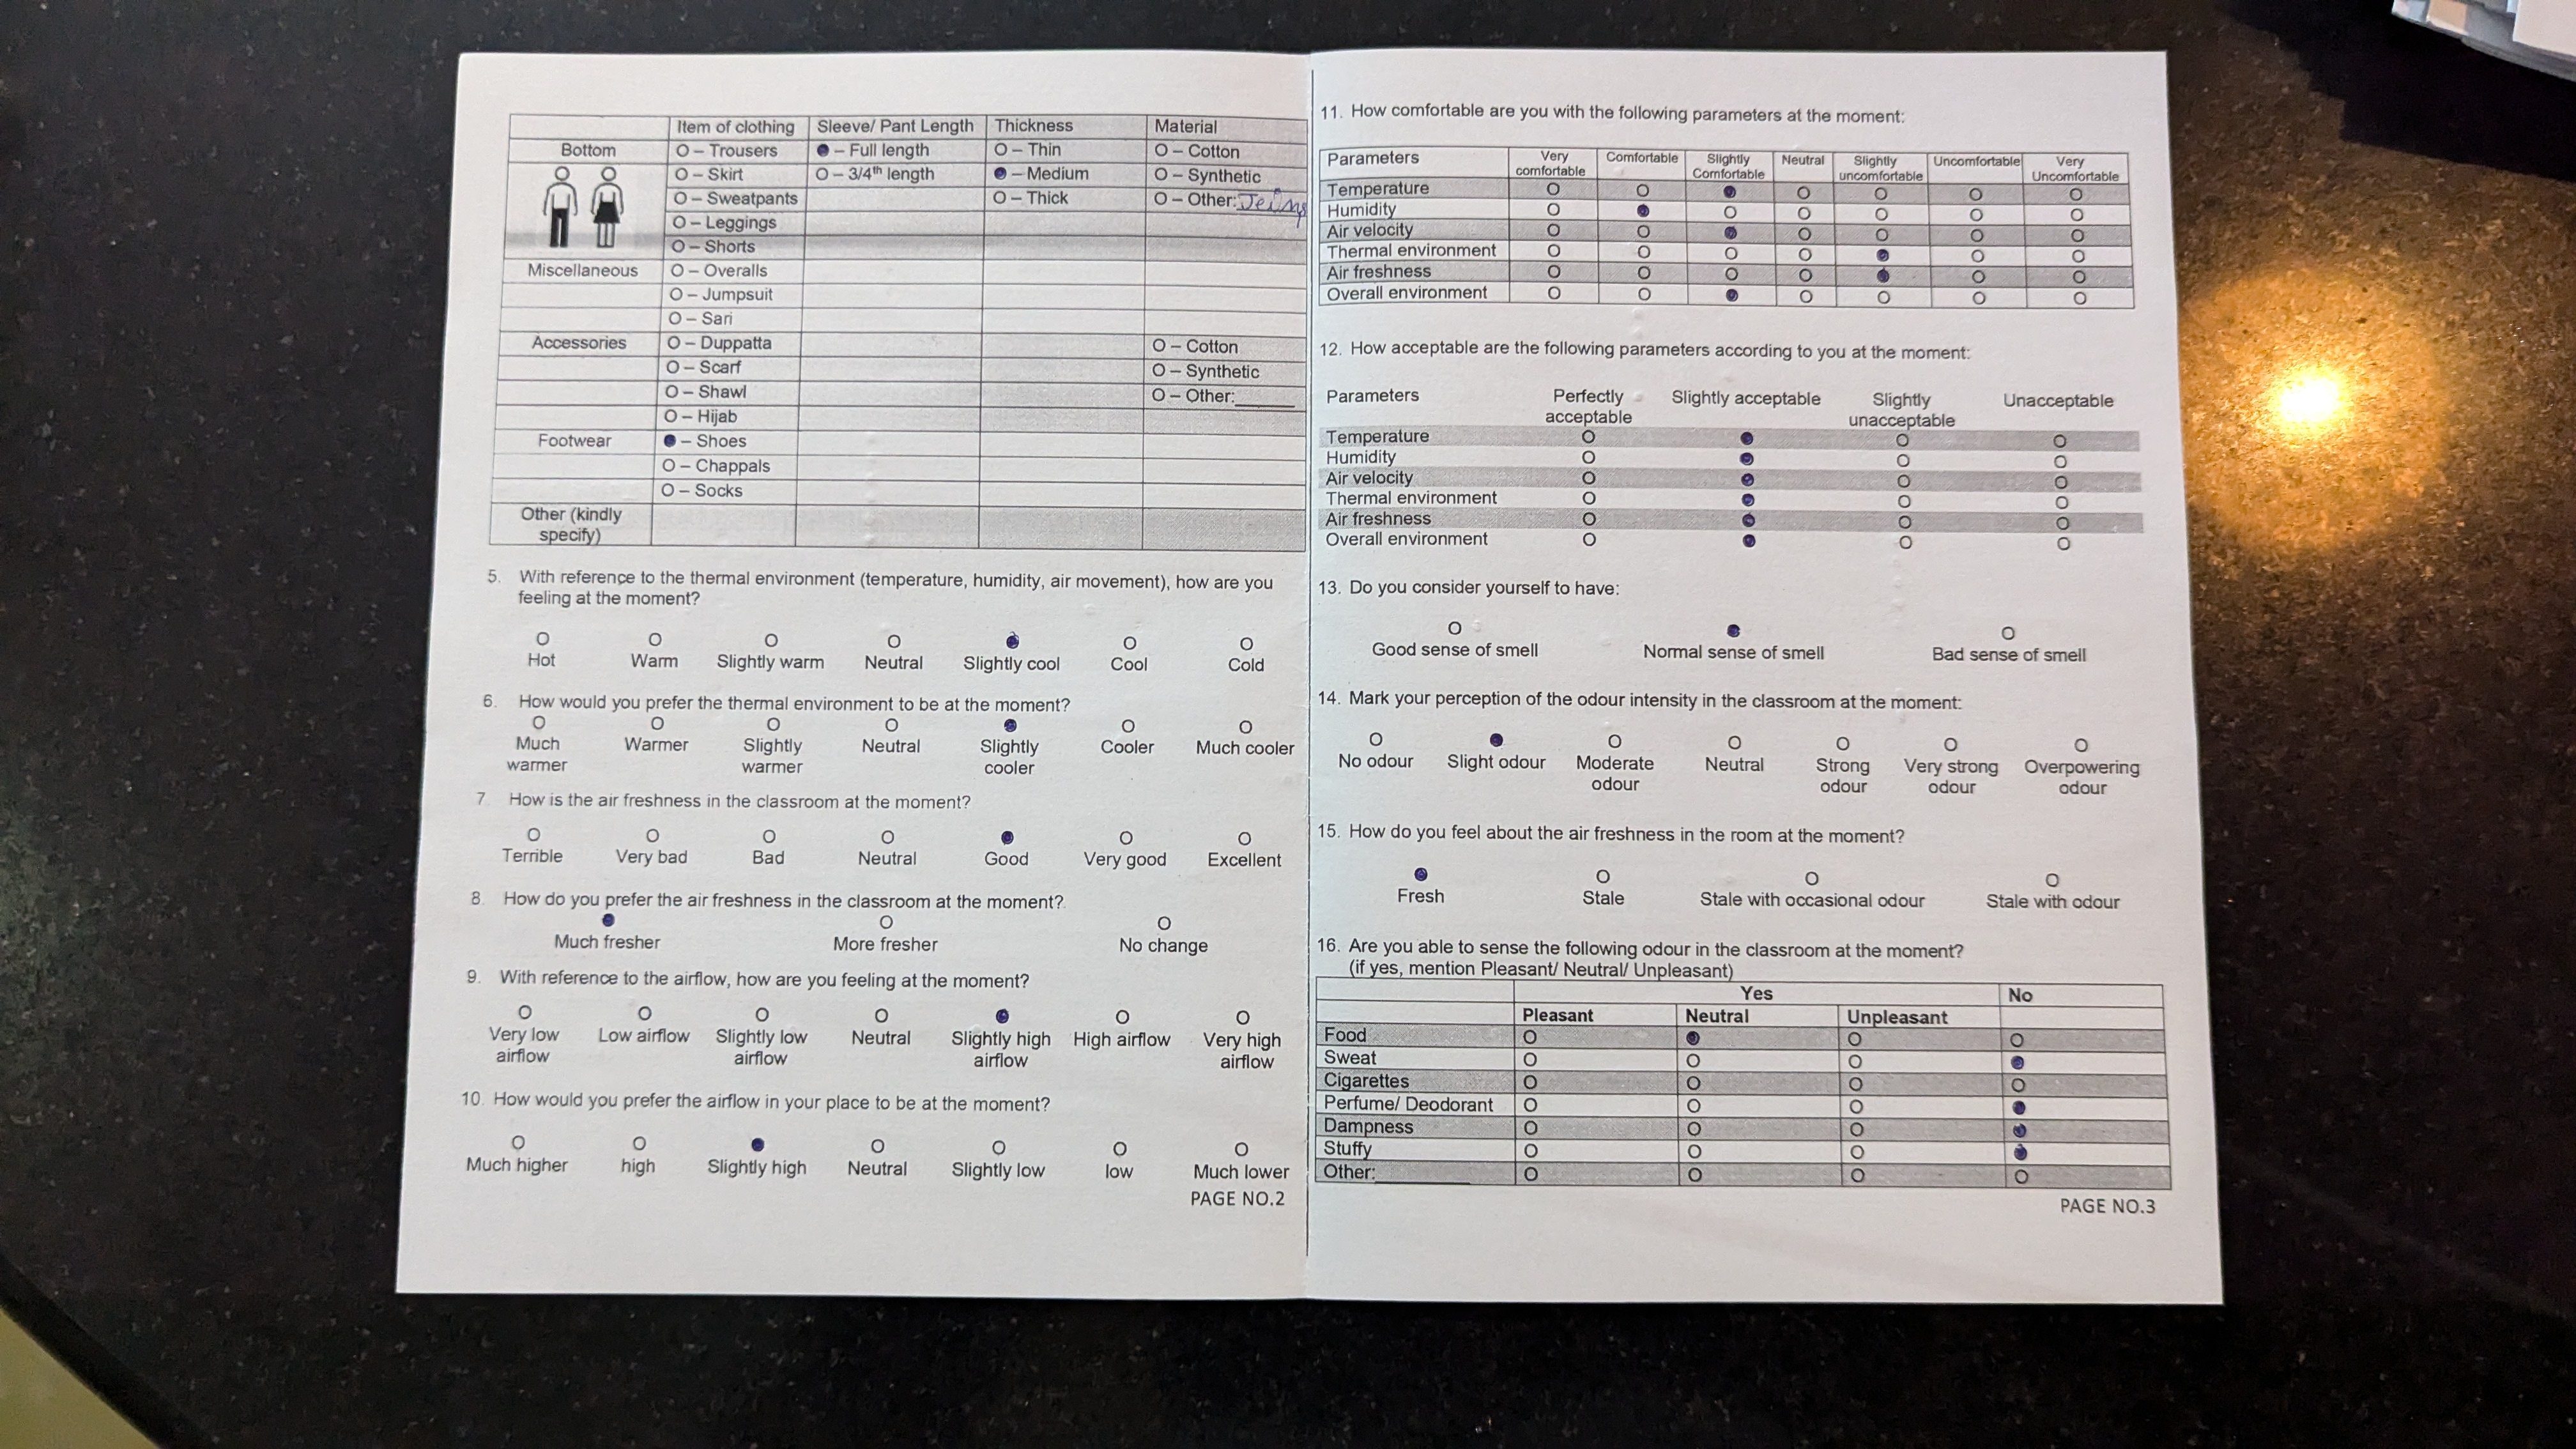 Item of clothing Sleeve/ Pant Length Thickness Material
Bottom O – Trousers ● – Full length O – Thin O – Cotton
O – Skirt O – 3/4th length ● – Medium O – Synthetic
O – Sweatpants O – Thick O – Other:
O – Leggings
O – Shorts
Miscellaneous O – Overalls
O – Jumpsuit
O – Sari
Accessories O – Duppatta O – Cotton
O – Scarf O – Synthetic
O – Shawl O – Other:______
O – Hijab
Footwear ● – Shoes
O – Chappals
O – Socks
Other (kindly
specify)
5. With reference to the thermal environment (temperature, humidity, air movement), how are you
feeling at the moment?
O O O O ● O O
Hot Warm Slightly warm Neutral Slightly cool Cool Cold
6. How would you prefer the thermal environment to be at the moment?
O O O O ● O O
Much Warmer Slightly Neutral Slightly Cooler Much cooler
warmer warmer cooler
7. How is the air freshness in the classroom at the moment?
O O O O ● O O
Terrible Very bad Bad Neutral Good Very good Excellent
8. How do you prefer the air freshness in the classroom at the moment?
● O O
Much fresher More fresher No change
9. With reference to the airflow, how are you feeling at the moment?
O O O O ● O O
Very low Low airflow Slightly low Neutral Slightly high High airflow Very high
airflow airflow airflow airflow
10. How would you prefer the airflow in your place to be at the moment?
O O ● O O O O
Much higher high Slightly high Neutral Slightly low low Much lower
PAGE NO.2
11. How comfortable are you with the following parameters at the moment:
Parameters Very Comfortable Slightly Neutral Slightly Uncomfortable Very
comfortable Comfortable uncomfortable Uncomfortable
Temperature O O ● O O O O
Humidity O ● O O O O O
Air velocity O O ● O O O O
Thermal environment O O O O ● O O
Air freshness O O O O ● O O
Overall environment O O ● O O O O
12. How acceptable are the following parameters according to you at the moment:
Parameters Perfectly Slightly acceptable Slightly Unacceptable
acceptable unacceptable
Temperature O ● O O
Humidity O ● O O
Air velocity O ● O O
Thermal environment O ● O O
Air freshness O ● O O
Overall environment O ● O O
13. Do you consider yourself to have:
O ● O
Good sense of smell Normal sense of smell Bad sense of smell
14. Mark your perception of the odour intensity in the classroom at the moment:
O ● O O O O O
No odour Slight odour Moderate Neutral Strong Very strong Overpowering
odour odour odour odour
15. How do you feel about the air freshness in the room at the moment?
● O O O
Fresh Stale Stale with occasional odour Stale with odour
16. Are you able to sense the following odour in the classroom at the moment?
(if yes, mention Pleasant/ Neutral/ Unpleasant)
Yes No
Pleasant Neutral Unpleasant
Food O ● O O
Sweat O O O ●
Cigarettes O O O O
Perfume/ Deodorant O O O ●
Dampness O O O ●
Stuffy O O O ●
Other:__________ O O O O
PAGE NO.3